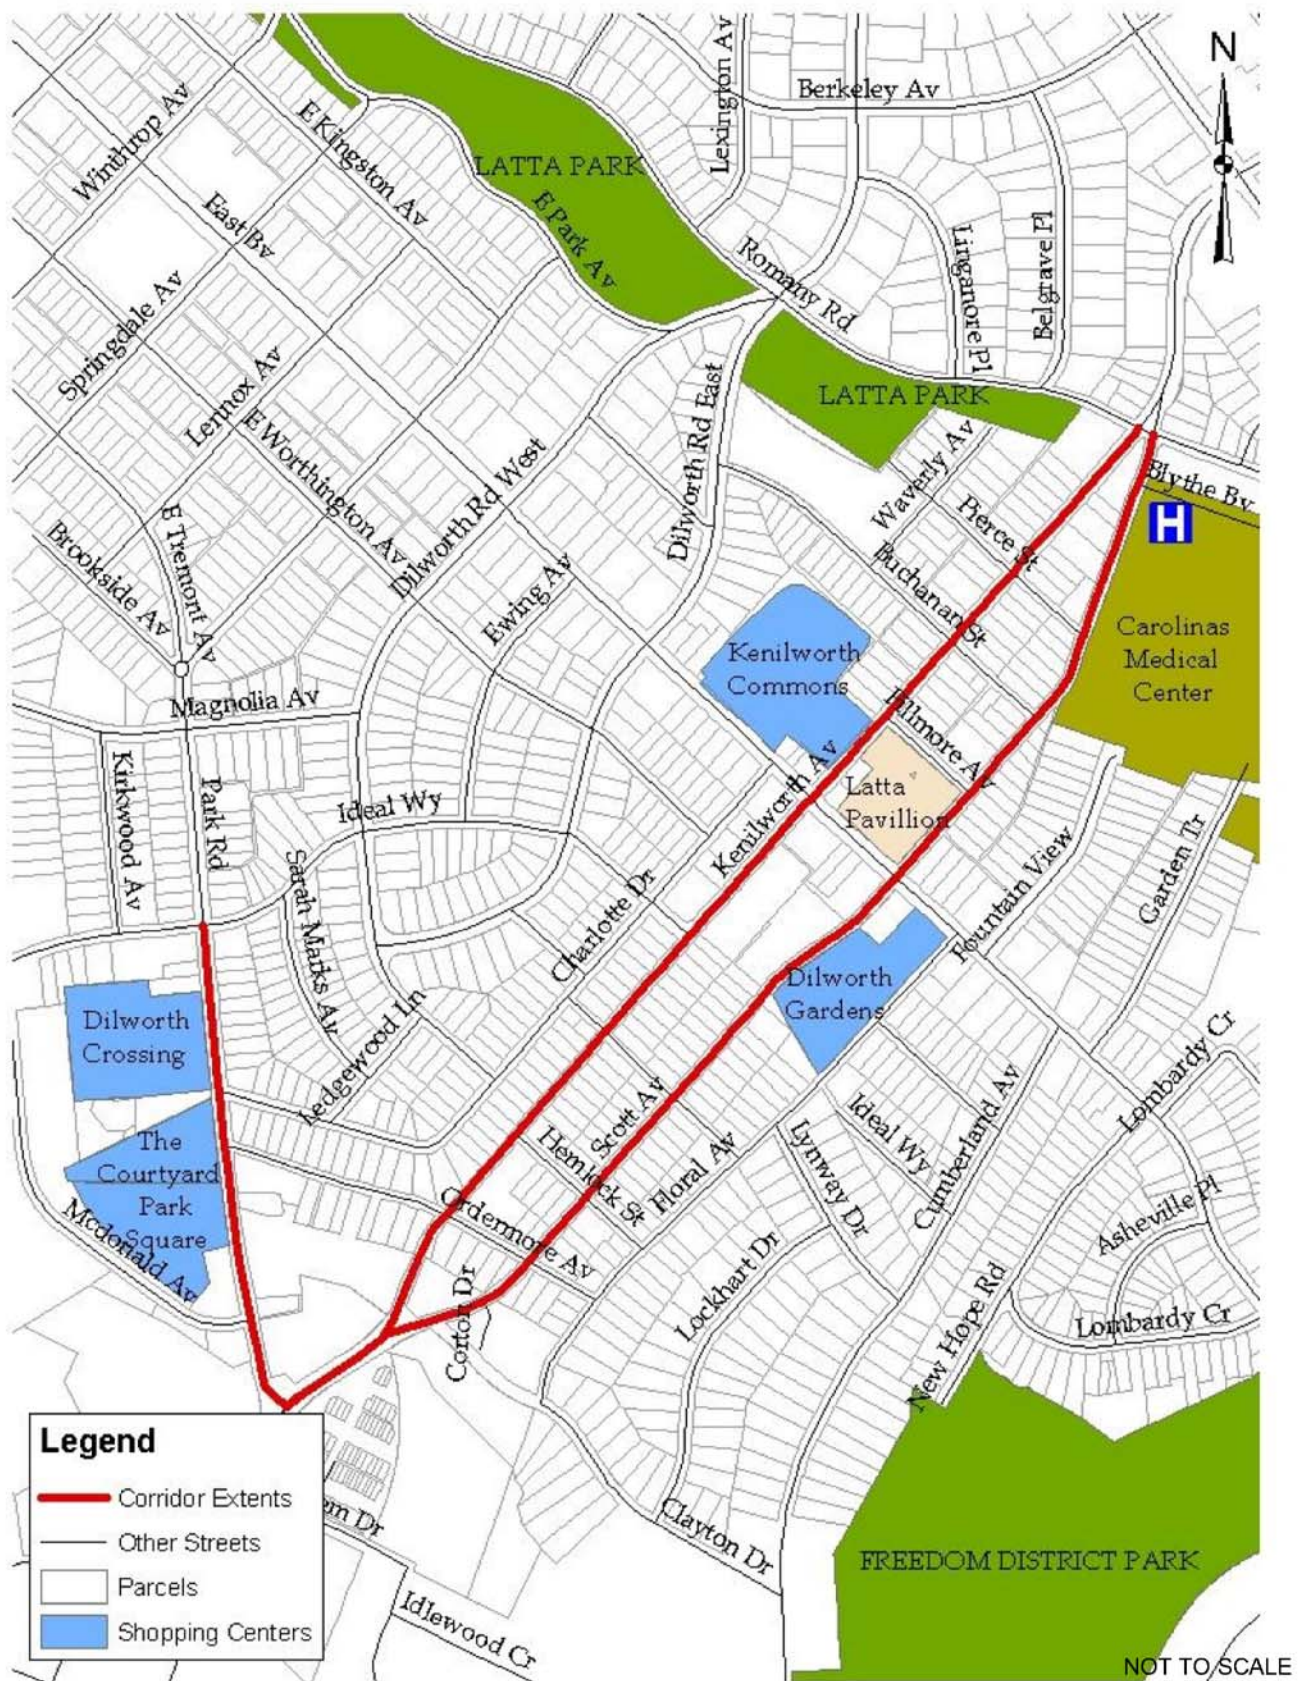 N
Lexington Av
Berkeley Av
Winthrop Av
E Kingston Av
LATTA PARK
East Bv
E Park Av
Romany Rd
Linganore Pl
Belgrave Pl
Springdale Av
Lennox Av
E Worthington Av
Dilworth Rd West
Dilworth Rd East
LATTA PARK
Waverly Av
Pierce St
Blythe Bv
H
Brookside Av
E Tremont Av
Ewing Av
Buchanan St
Carolinas
Medical
Center
Kenilworth
Commons
Magnolia Av
Fillmore Av
Kirkwood Av
Park Rd
Ideal Wy
Kenilworth Av
Latta
Pavillion
Sarah Marks Av
Charlotte Dr
Fountain View
Garden Tr
Dilworth
Gardens
Dilworth
Crossing
Ledgewood Ln
Scott Av
Hemlock St
Floral Av
Ideal Wy
Lynway Dr
Cumberland Av
Lombardy Cr
The
Courtyard
Park
Square
Mcdonald Av
Ordermore Av
Lockhart Dr
Asheville Pl
New Hope Rd
Lombardy Cr
Legend
Corridor Extents
Other Streets
Parcels
Shopping Centers
Clayton Dr
FREEDOM DISTRICT PARK
Idlewood Cr
NOT TO SCALE